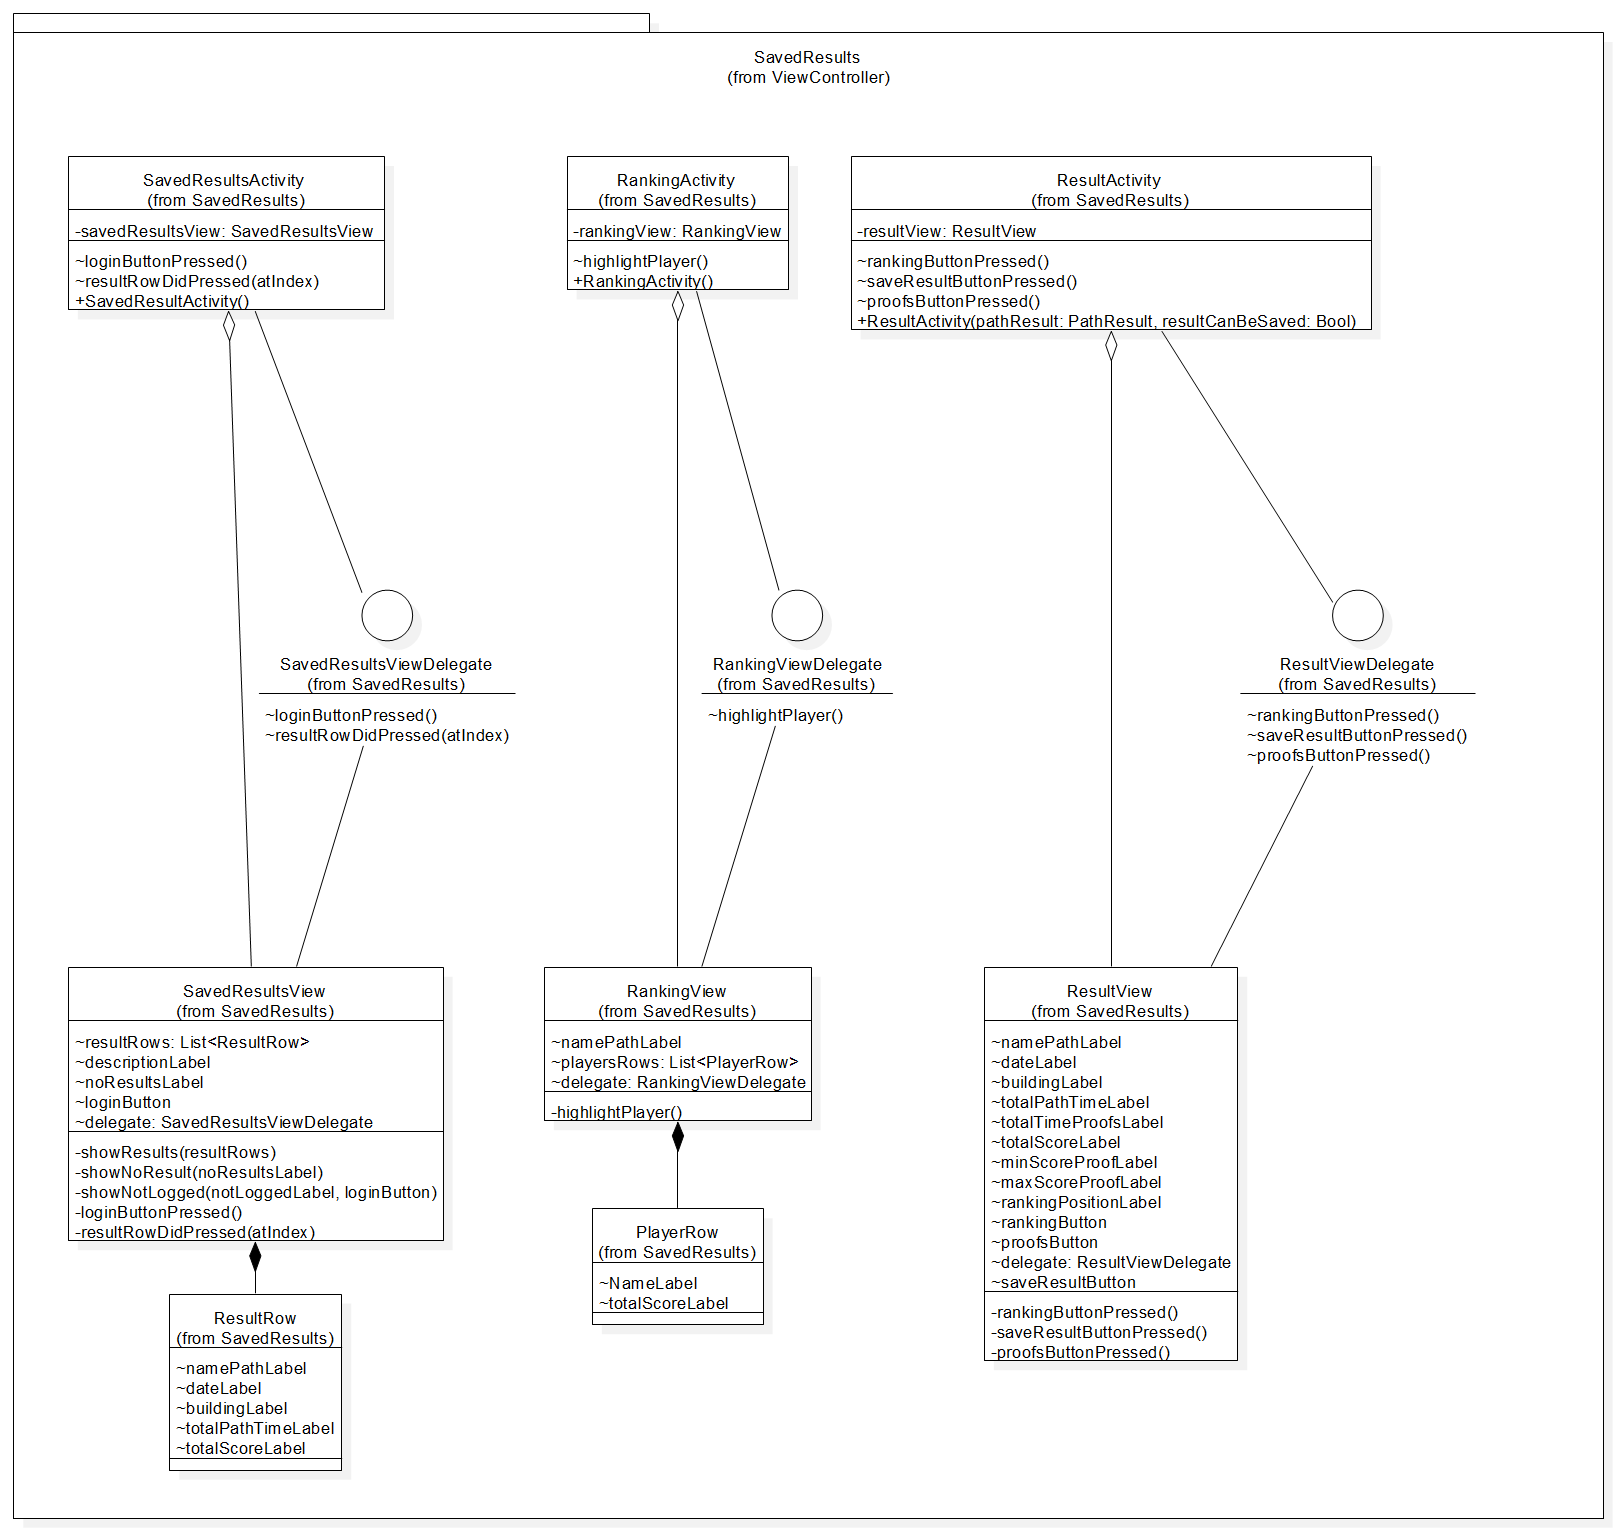 SavedResults
(from ViewController)
SavedResultsActivity
(from SavedResults)
-savedResultsView: SavedResultsView
~loginButtonPressed()
~resultRowDidPressed(atIndex)
+SavedResultActivity()
RankingActivity
(from SavedResults)
-rankingView: RankingView
~highlightPlayer()
+RankingActivity()
ResultActivity
(from SavedResults)
-resultView: ResultView
~rankingButtonPressed()
~saveResultButtonPressed()
~proofsButtonPressed()
+ResultActivity(pathResult: PathResult, resultCanBeSaved: Bool)
SavedResultsViewDelegate
(from SavedResults)
~loginButtonPressed()
~resultRowDidPressed(atIndex)
RankingViewDelegate
(from SavedResults)
~highlightPlayer()
ResultViewDelegate
(from SavedResults)
~rankingButtonPressed()
~saveResultButtonPressed()
~proofsButtonPressed()
SavedResultsView
(from SavedResults)
~resultRows: List<ResultRow>
~descriptionLabel
~noResultsLabel
~loginButton
~delegate: SavedResultsViewDelegate
-showResults(resultRows)
-showNoResult(noResultsLabel)
-showNotLogged(notLoggedLabel, loginButton)
-loginButtonPressed()
-resultRowDidPressed(atIndex)
RankingView
(from SavedResults)
~namePathLabel
~playersRows: List<PlayerRow>
~delegate: RankingViewDelegate
-highlightPlayer()
ResultView
(from SavedResults)
~namePathLabel
~dateLabel
~buildingLabel
~totalPathTimeLabel
~totalTimeProofsLabel
~totalScoreLabel
~minScoreProofLabel
~maxScoreProofLabel
~rankingPositionLabel
~rankingButton
~proofsButton
~delegate: ResultViewDelegate
~saveResultButton
-rankingButtonPressed()
-saveResultButtonPressed()
-proofsButtonPressed()
PlayerRow
(from SavedResults)
~NameLabel
~totalScoreLabel
ResultRow
(from SavedResults)
~namePathLabel
~dateLabel
~buildingLabel
~totalPathTimeLabel
~totalScoreLabel